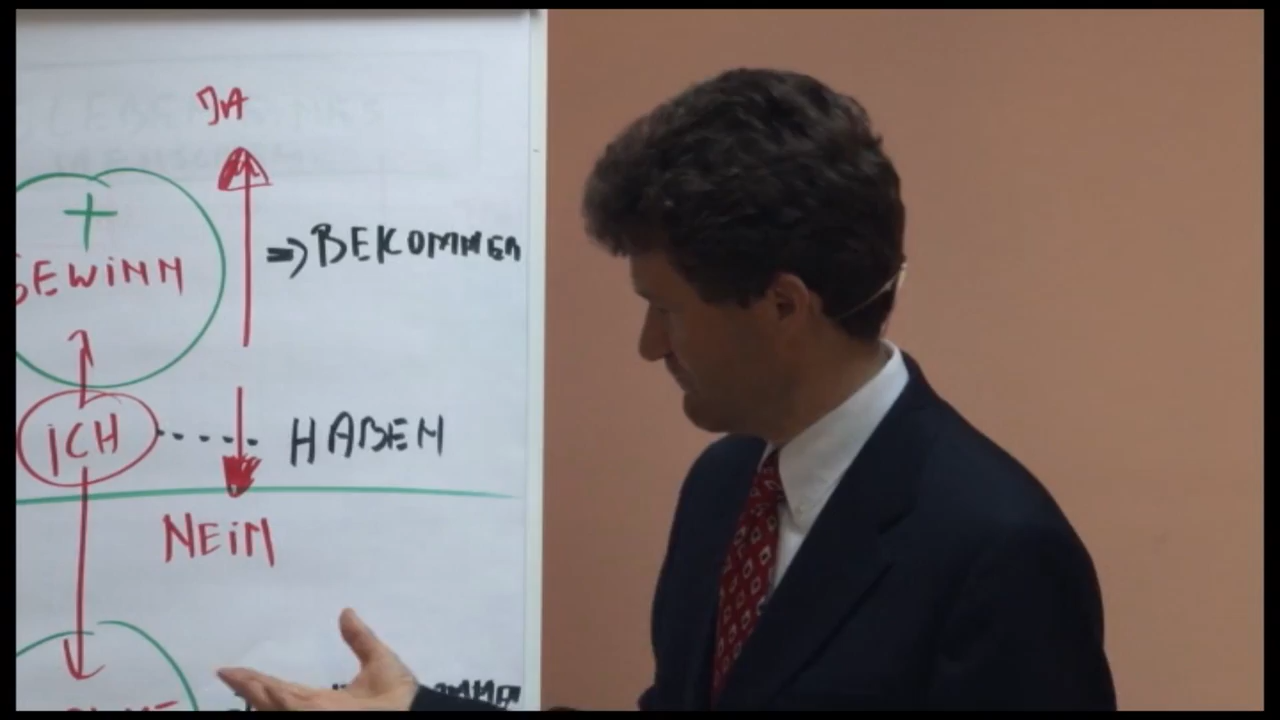 JA
+
GEWiNN
⇒ BEKOMMEN
iCH
HABEN
NEiN